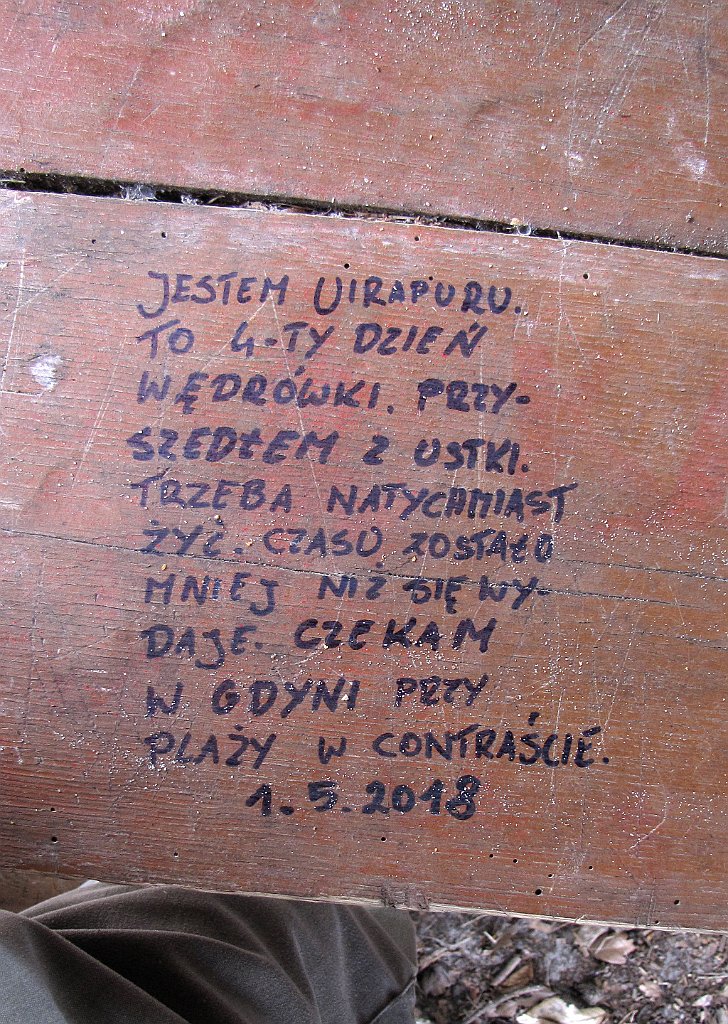 JESTEM UIRAPURU.
TO 4-TY DZIEŃ
WĘDRÓWKI. PRZY-
SZEDŁEM Z USTKI.
TRZEBA NATYCHMIAST
ŻYĆ. CZASU ZOSTAŁO
MNIEJ NIŻ SIĘ WY-
DAJE. CZEKAM
W GDYNI PRZY
PLAŻY W CONTRAŚCIE.
1.5.2018